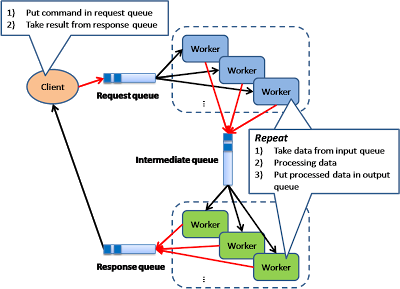 1) Put command in request queue
2) Take result from response queue
Client
Request queue
Worker
Worker
Worker
...
Intermediate queue
Repeat
1) Take data from input queue
2) Processing data
3) Put processed data in output
queue
Worker
Worker
Worker
...
Response queue